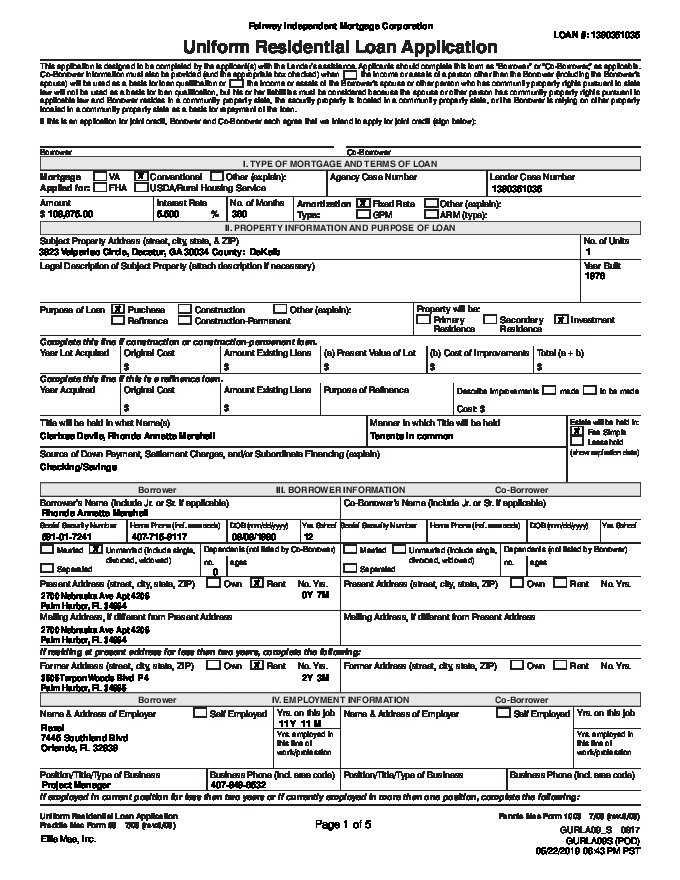 Fairway Independent Mortgage Corporation
LOAN #: 1390351035
Uniform Residential Loan Application
This application is designed to be completed by the applicant(s) with the Lender's assistance. Applicants should complete this form as "Borrower" or "Co-Borrower," as applicable.
Co-Borrower information must also be provided (and the appropriate box checked) when the income or assets of a person other than the Borrower (including the Borrower's
spouse) will be used as a basis for loan qualification or the income or assets of the Borrower's spouse or other person who has community property rights pursuant to state
law will not be used as a basis for loan qualification, but his or her liabilities must be considered because the spouse or other person has community property rights pursuant to
applicable law and Borrower resides in a community property state, the security property is located in a community property state, or the Borrower is relying on other property
located in a community property state as a basis for repayment of the loan.
If this is an application for joint credit, Borrower and Co-Borrower each agree that we intend to apply for joint credit (sign below):
Borrower Co-Borrower
I. TYPE OF MORTGAGE AND TERMS OF LOAN
Mortgage VA X Conventional Other (explain): Agency Case Number Lender Case Number
Applied for: FHA USDA/Rural Housing Service 1390351035
Amount Interest Rate No. of Months Amortization X Fixed Rate Other (explain):
$ 5.500 % 360 Type: GPM ARM (type):
II. PROPERTY INFORMATION AND PURPOSE OF LOAN
Subject Property Address (street, city, state, & ZIP) No. of Units
3823 Circle, Decatur, GA 30034 County: DeKalb 1
Legal Description of Subject Property (attach description if necessary) Year Built
Purpose of Loan X Purchase Construction Other (explain): Property will be:
Refinance Construction-Permanent Primary Residence Secondary Residence X Investment
Complete this line if construction or construction-permanent loan.
Year Lot Acquired Original Cost Amount Existing Liens (a) Present Value of Lot (b) Cost of Improvements Total (a + b)
$ $ $ $ $
Complete this line if this is a refinance loan.
Year Acquired Original Cost Amount Existing Liens Purpose of Refinance Describe Improvements made to be made
$ $ Cost: $
Title will be held in what Name(s) Manner in which Title will be held Estate will be held in:
Rhonda Annette Marshall Tenants in common X Fee Simple
Leasehold
(show expiration date)
Source of Down Payment, Settlement Charges, and/or Subordinate Financing (explain)
Checking/Savings
Borrower III. BORROWER INFORMATION Co-Borrower
Borrower's Name (include Jr. or Sr. if applicable) Co-Borrower's Name (include Jr. or Sr. if applicable)
Rhonda Annette Marshall
Social Security Number Home Phone (incl. area code) DOB (mm/dd/yyyy) Yrs. School Social Security Number Home Phone (incl. area code) DOB (mm/dd/yyyy) Yrs. School
12
Married X Unmarried (include single, divorced, widowed) Dependents (not listed by Co-Borrower) Married Unmarried (include single, divorced, widowed) Dependents (not listed by Borrower)
Separated no. ages Separated no. ages
0
Present Address (street, city, state, ZIP) Own X Rent No. Yrs. Present Address (street, city, state, ZIP) Own Rent No. Yrs.
2700 Nebraska Ave Apt 4206 0Y 7M
Palm Harbor, FL
Mailing Address, if different from Present Address Mailing Address, if different from Present Address
2700 Nebraska Ave Apt 4206
Palm Harbor, FL
If residing at present address for less than two years, complete the following:
Former Address (street, city, state, ZIP) Own X Rent No. Yrs. Former Address (street, city, state, ZIP) Own Rent No. Yrs.
Tarpon Woods Blvd P4 2Y 3M
Palm Harbor, FL
Borrower IV. EMPLOYMENT INFORMATION Co-Borrower
Name & Address of Employer Self Employed Yrs. on this job Name & Address of Employer Self Employed Yrs. on this job
11Y 11M
Rexel
7445 Southland Blvd
Orlando, FL
Yrs. employed in this line of work/profession Yrs. employed in this line of work/profession
Position/Title/Type of Business Business Phone (incl. area code) Position/Title/Type of Business Business Phone (incl. area code)
Project Manager
If employed in current position for less than two years or if currently employed in more than one position, complete the following:
Uniform Residential Loan Application
Freddie Mac Form 65 7/05 (rev.6/09)
Page 1 of 5
Fannie Mae Form 1003 7/05 (rev.6/09)
Ellie Mae, Inc.
GURLA09_S 0817
GURLA09S (POD)
05/22/2019 06:43 PM PST